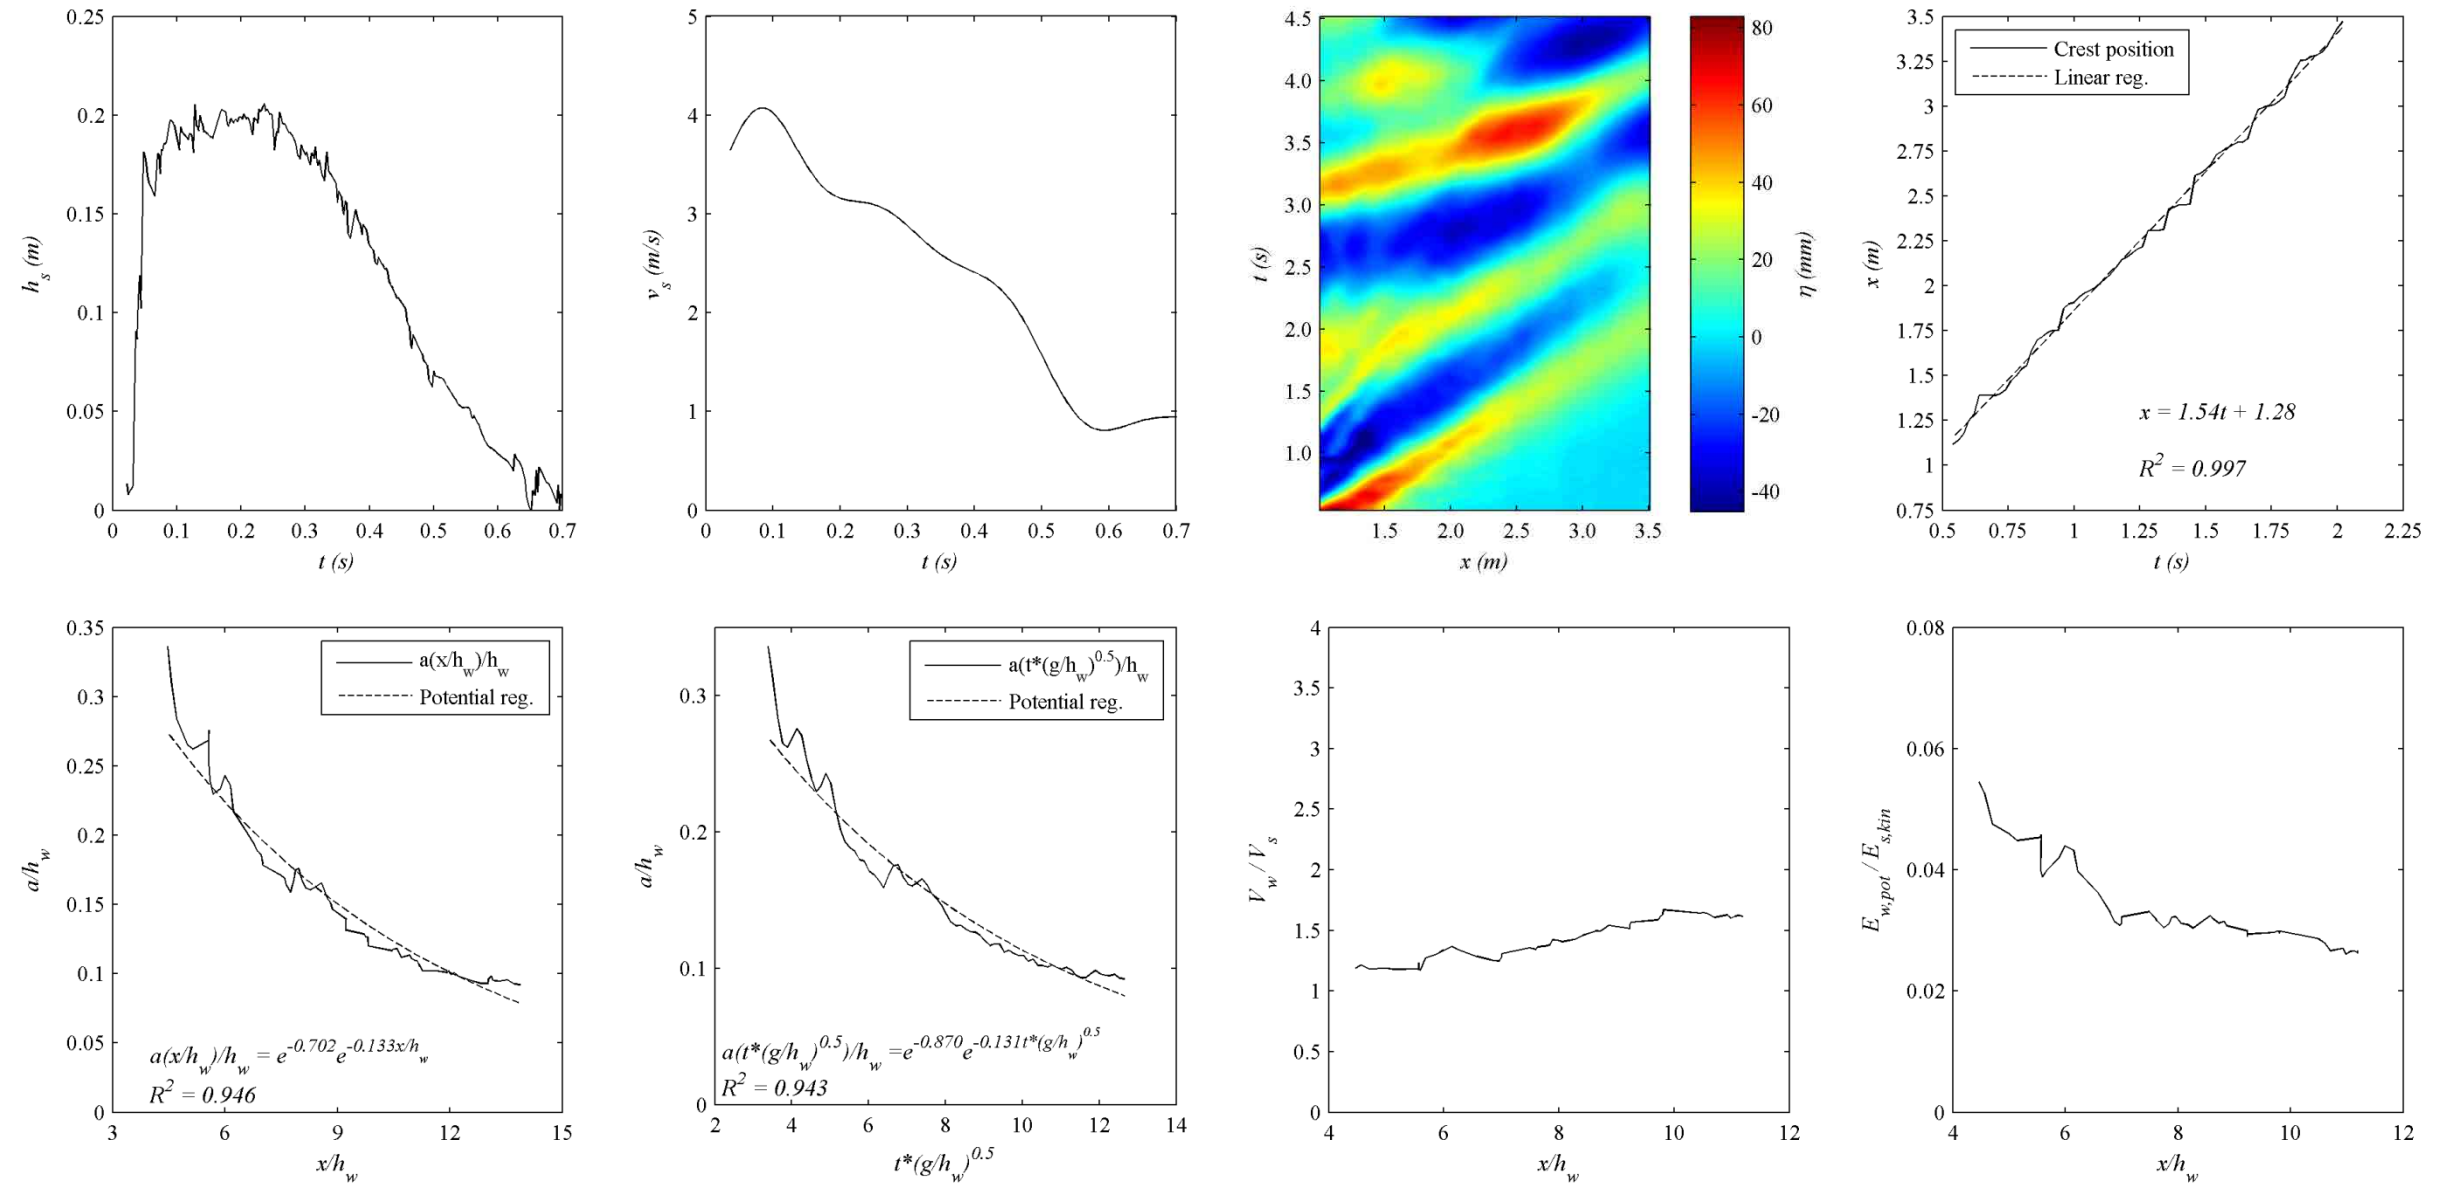 0.25
0.2
0.15
0.1
0.05
0
0 0.1 0.2 0.3 0.4 0.5 0.6 0.7
h_s (m)
t (s)
5
4
3
2
1
0
0 0.1 0.2 0.3 0.4 0.5 0.6 0.7
v_s (m/s)
t (s)
4.5
4.0
3.5
3.0
2.5
2.0
1.5
1.0
1.5 2.0 2.5 3.0 3.5
t (s)
x (m)
80
60
40
20
0
-20
-40
η (mm)
3.5
3.25
3
2.75
2.5
2.25
2
1.75
1.5
1.25
1
0.75
0.5 0.75 1 1.25 1.5 1.75 2 2.25
x (m)
t (s)
Crest position
Linear reg.
x = 1.54t + 1.28
R^2 = 0.997
0.35
0.3
0.25
0.2
0.15
0.1
0.05
0
3 6 9 12 15
a/h_w
x/h_w
a(x/h_w)/h_w
Potential reg.
a(x/h_w)/h_w = e^-0.702 e^-0.133x/h_w
R^2 = 0.946
0.3
0.2
0.1
0
2 4 6 8 10 12 14
a/h_w
t*(g/h_w)^0.5
a(t*(g/h_w)^0.5)/h_w
Potential reg.
a(t*(g/h_w)^0.5)/h_w =e^-0.870 e^-0.131t*(g/h_w)^0.5
R^2 = 0.943
4
3.5
3
2.5
2
1.5
1
0.5
0
4 6 8 10 12
V_w / V_s
x/h_w
0.08
0.06
0.04
0.02
0
4 6 8 10 12
E_w,pot / E_s,kin
x/h_w